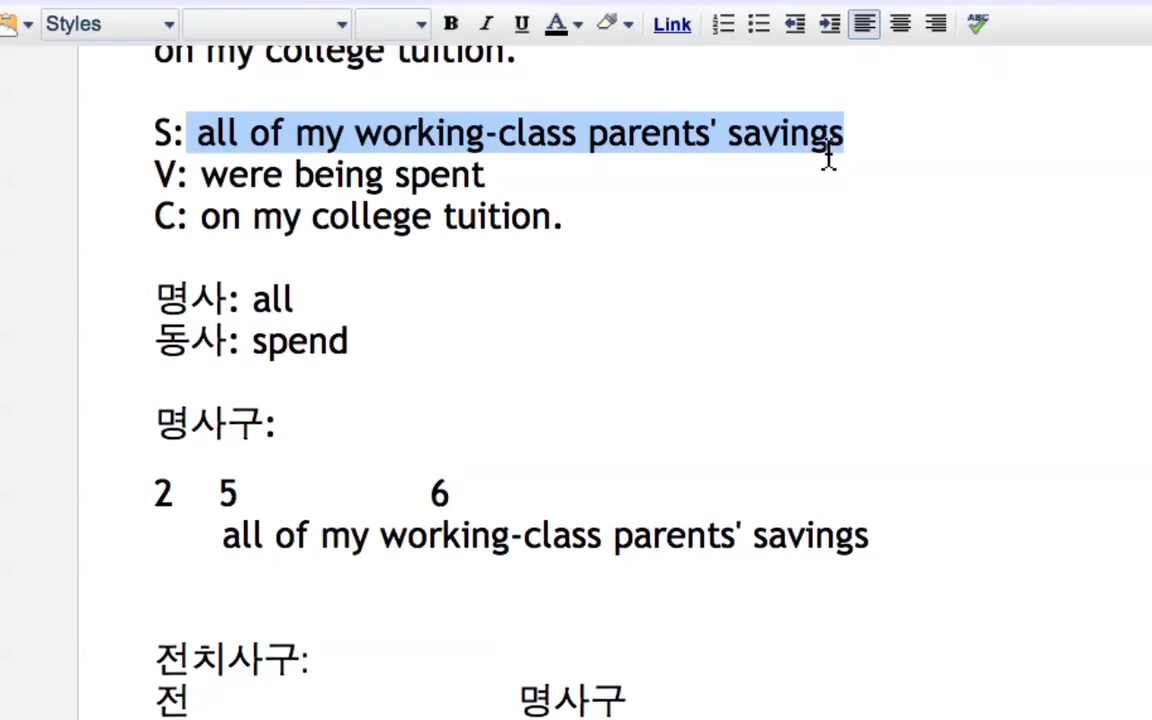 Styles B I U A Link ABC
on my college tuition.
S: all of my working-class parents' savings
V: were being spent
C: on my college tuition.
명사: all
동사: spend
명사구:
2 5 6
all of my working-class parents' savings
전치사구:
전 명사구